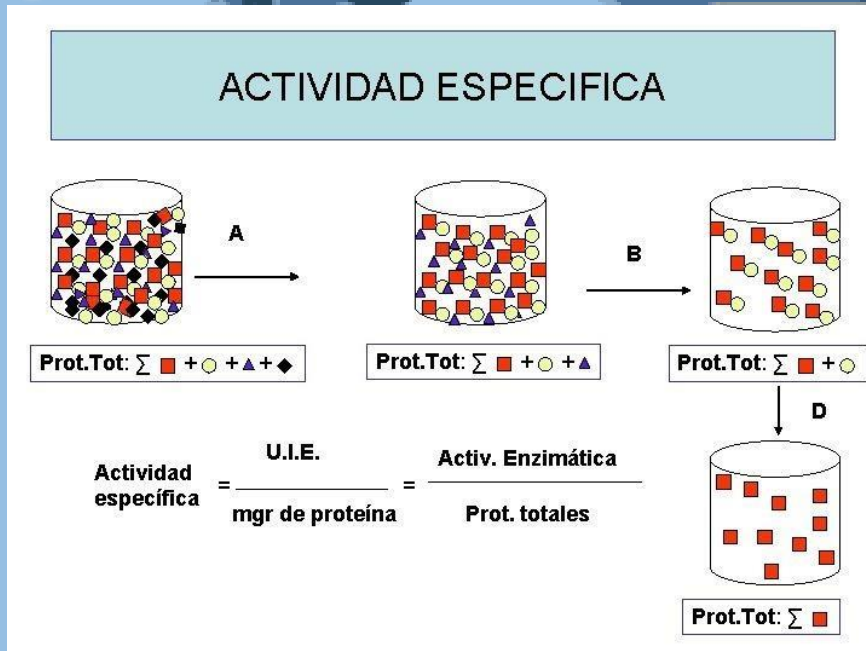 ACTIVIDAD ESPECIFICA
A
B
Prot.Tot: ∑ ■ + ○ + ▲ + ◆
Prot.Tot: ∑ ■ + ○ + ▲
Prot.Tot: ∑ ■ + ○
D
Actividad específica = U.I.E. / mgr de proteína = Activ. Enzimática / Prot. totales
Prot.Tot: ∑ ■